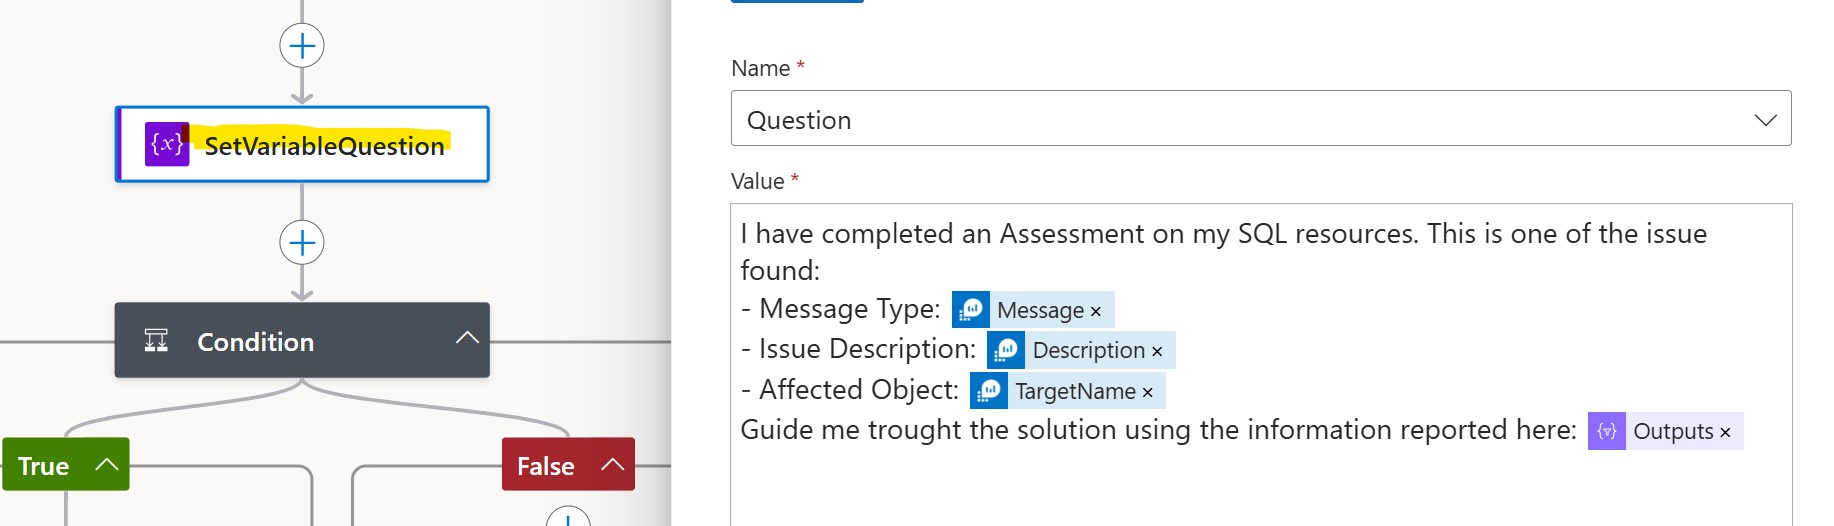 {x} SetVariableQuestion
Condition
True
False
Name *
Question
Value *
I have completed an Assessment on my SQL resources. This is one of the issue
found:
- Message Type: Message ×
- Issue Description: Description ×
- Affected Object: TargetName ×
Guide me trought the solution using the information reported here: Outputs ×